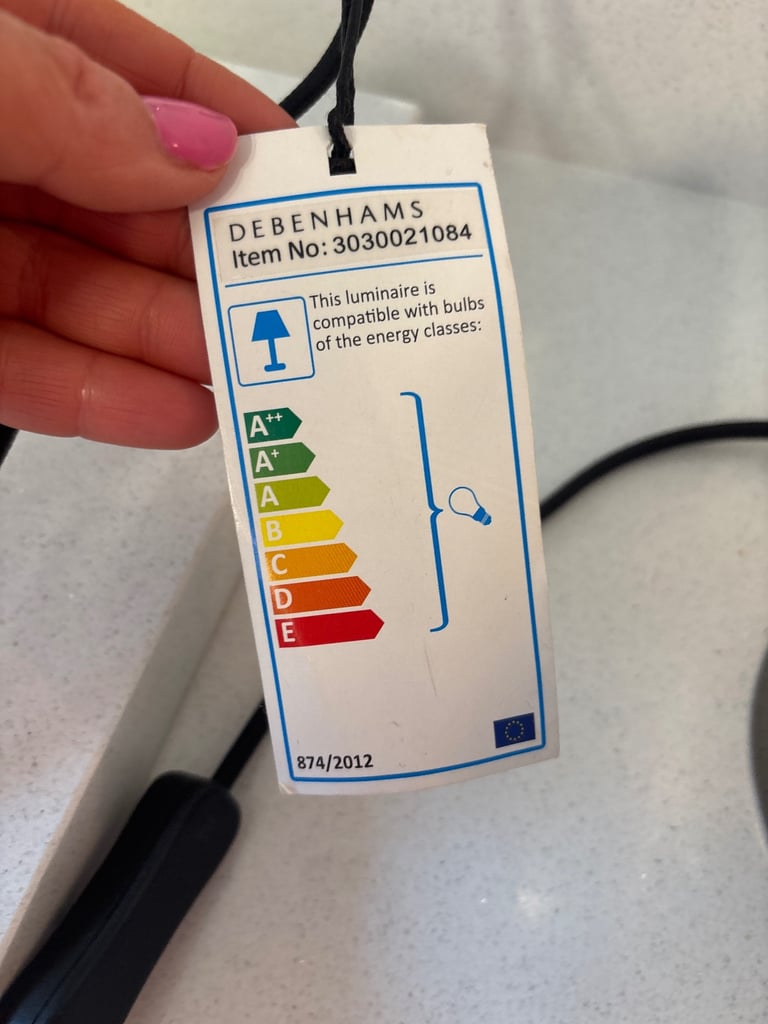 DEBENHAMS
Item No: 3030021084
This luminaire is
compatible with bulbs
of the energy classes:
A++
A+
A
B
C
D
E
874/2012